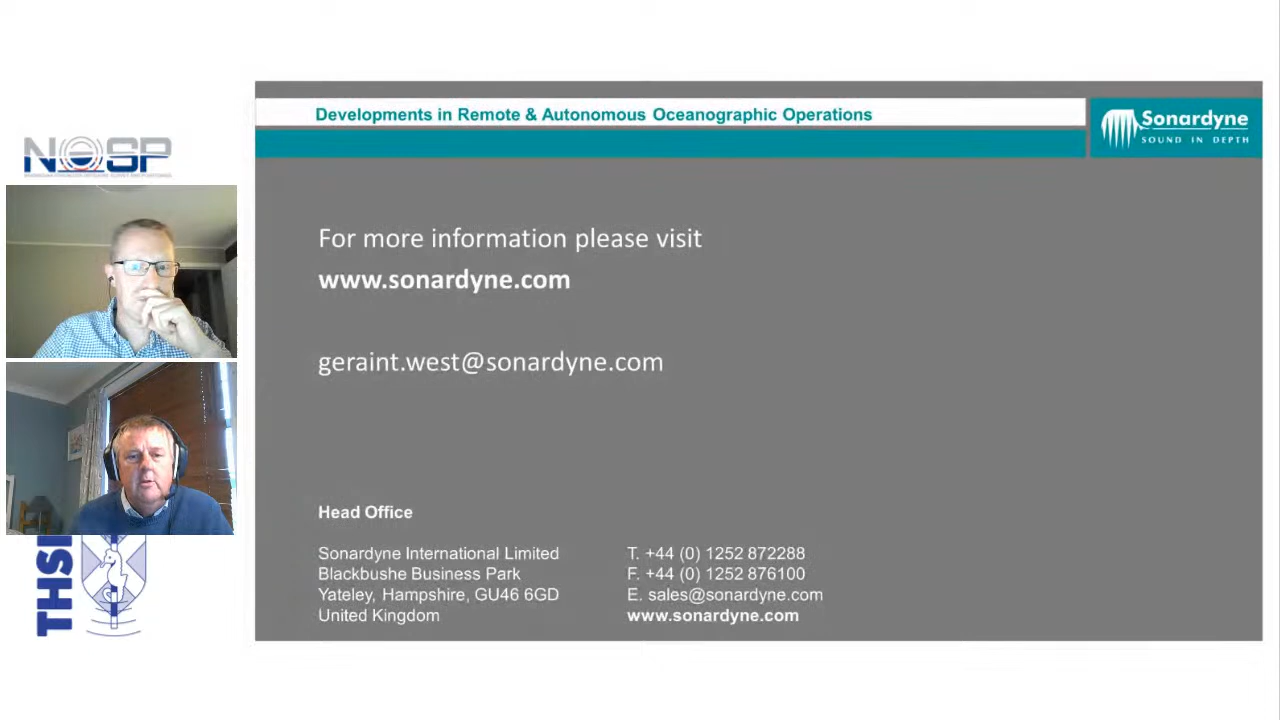 NOSP
THSI
Developments in Remote & Autonomous Oceanographic Operations
Sonardyne
SOUND IN DEPTH
For more information please visit
www.sonardyne.com
geraint.west@sonardyne.com
Head Office
Sonardyne International Limited
Blackbushe Business Park
Yateley, Hampshire, GU46 6GD
United Kingdom
T. +44 (0) 1252 872288
F. +44 (0) 1252 876100
E. sales@sonardyne.com
www.sonardyne.com